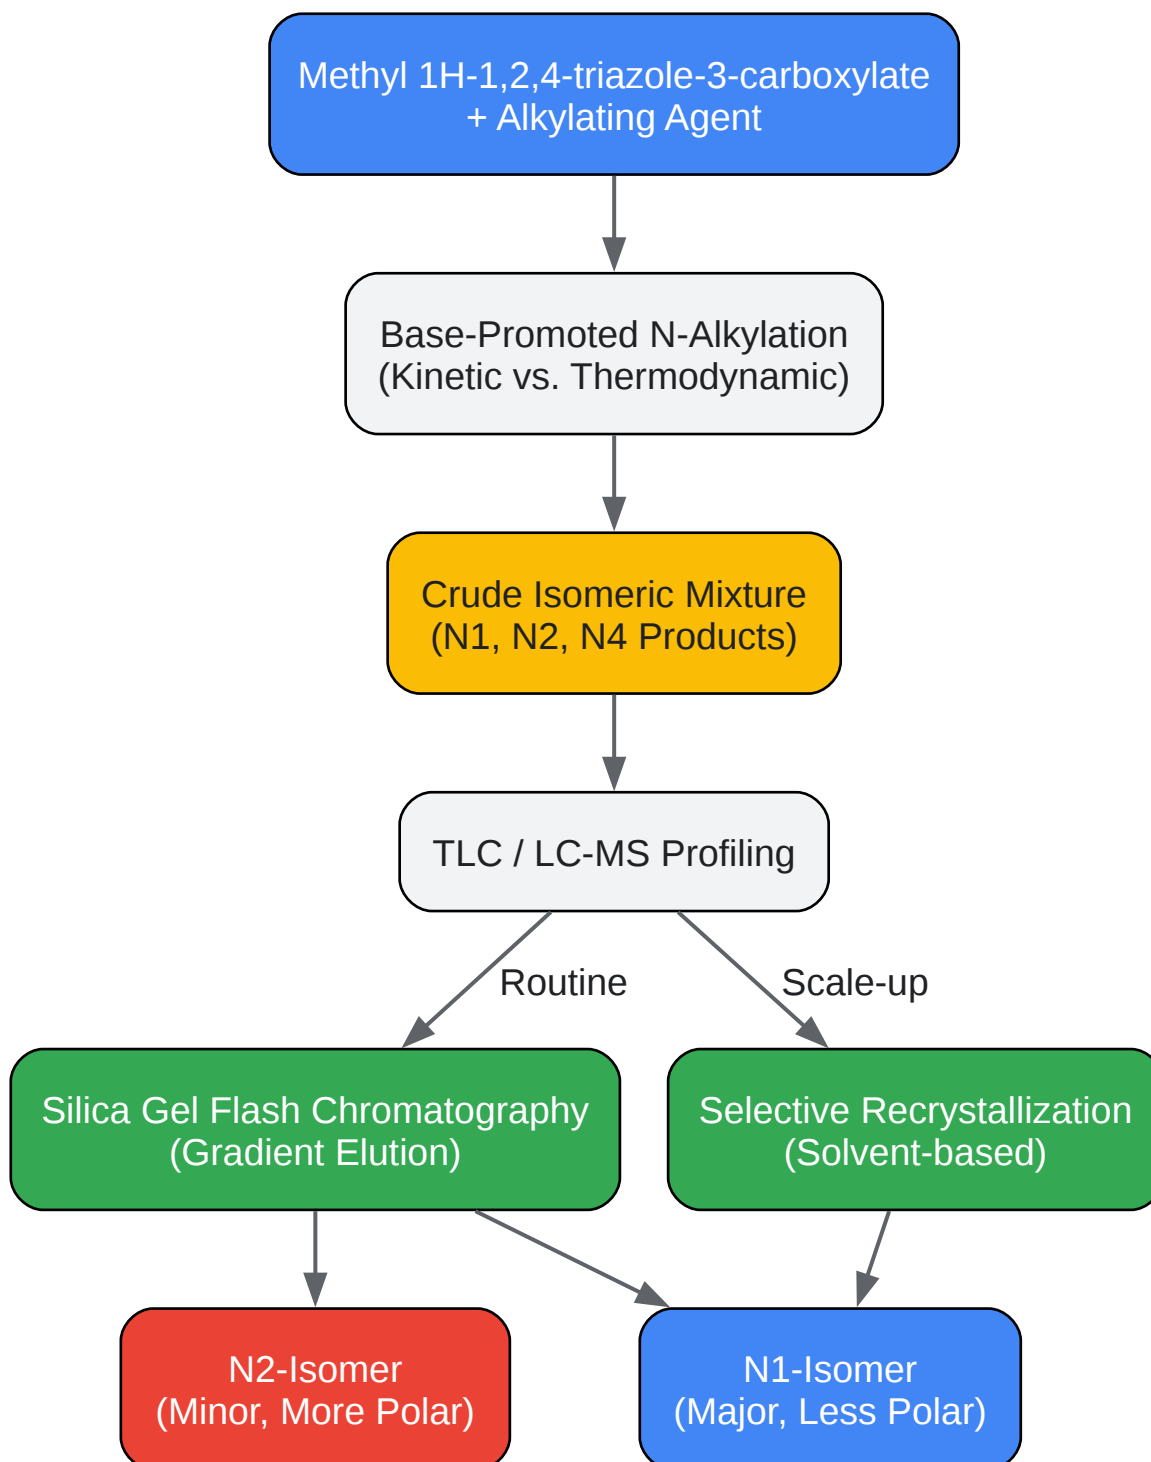 Methyl 1H-1,2,4-triazole-3-carboxylate
+ Alkylating Agent
Base-Promoted N-Alkylation
(Kinetic vs. Thermodynamic)
Crude Isomeric Mixture
(N1, N2, N4 Products)
TLC / LC-MS Profiling
Routine
Scale-up
Silica Gel Flash Chromatography
(Gradient Elution)
Selective Recrystallization
(Solvent-based)
N2-Isomer
(Minor, More Polar)
N1-Isomer
(Major, Less Polar)